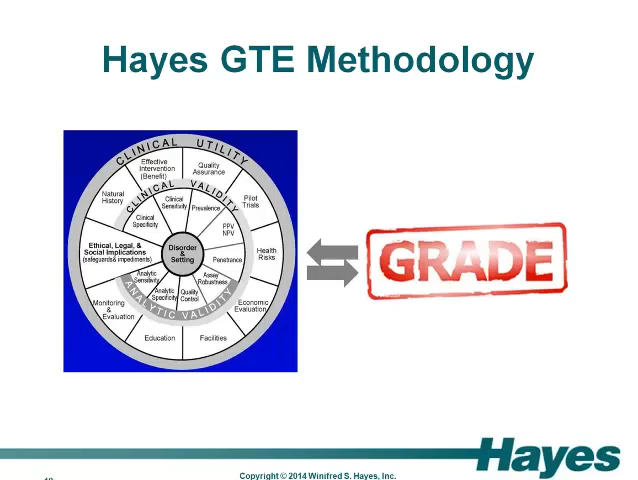 Hayes GTE Methodology
CLINICAL UTILITY
Effective
Intervention
(Benefit)
Quality
Assurance
Natural
History
Pilot
Trials
CLINICAL VALIDITY
Clinical
Specificity
Clinical
Sensitivity
Prevalence
PPV
NPV
Ethical, Legal, &
Social Implications
(safeguards & impediments)
Disorder
&
Setting
Penetrance
Health
Risks
Analytic
Sensitivity
Analytic
Specificity
Quality
Control
Assay
Robustness
ANALYTIC VALIDITY
Monitoring
&
Evaluation
Economic
Evaluation
Education
Facilities
GRADE
Hayes
Copyright © 2014 Winifred S. Hayes, Inc.